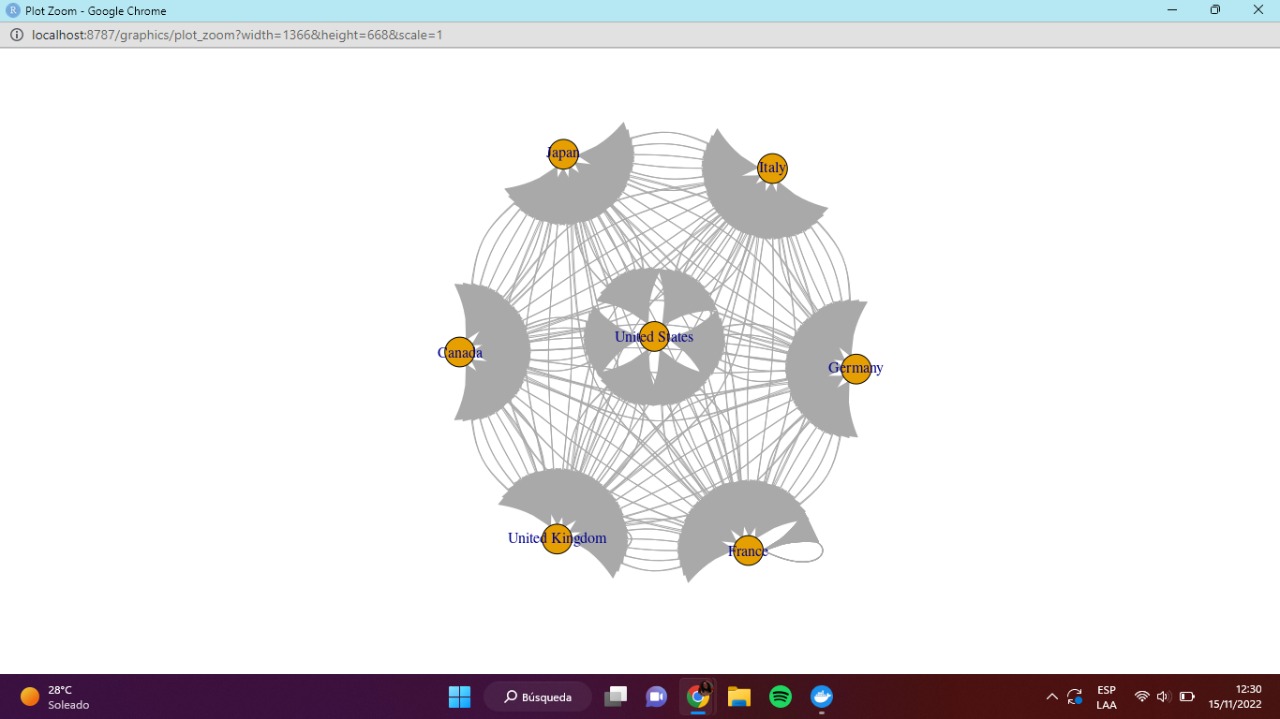 Plot Zoom - Google Chrome
localhost:8787/graphics/plot_zoom?width=1366&height=668&scale=1
Japan
Italy
United States
Canada
Germany
United Kingdom
France
28°C
Soleado
Búsqueda
ESP
LAA
12:30
15/11/2022